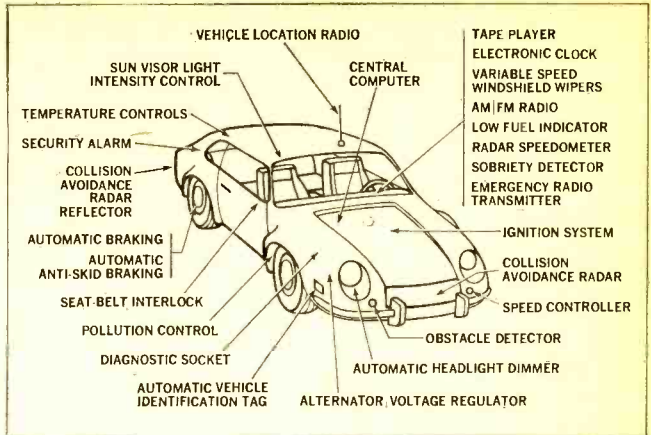 VEHICLE LOCATION RADIO
SUN VISOR LIGHT
INTENSITY CONTROL
CENTRAL
COMPUTER
TEMPERATURE CONTROLS
SECURITY ALARM
COLLISION
AVOIDANCE
RADAR
REFLECTOR
AUTOMATIC BRAKING
AUTOMATIC
ANTI-SKID BRAKING
SEAT-BELT INTERLOCK
POLLUTION CONTROL
DIAGNOSTIC SOCKET
AUTOMATIC VEHICLE
IDENTIFICATION TAG
TAPE PLAYER
ELECTRONIC CLOCK
VARIABLE SPEED
WINDSHIELD WIPERS
AM/FM RADIO
LOW FUEL INDICATOR
RADAR SPEEDOMETER
SOBRIETY DETECTOR
EMERGENCY RADIO
TRANSMITTER
IGNITION SYSTEM
COLLISION
AVOIDANCE RADAR
SPEED CONTROLLER
OBSTACLE DETECTOR
AUTOMATIC HEADLIGHT DIMMER
ALTERNATOR, VOLTAGE REGULATOR